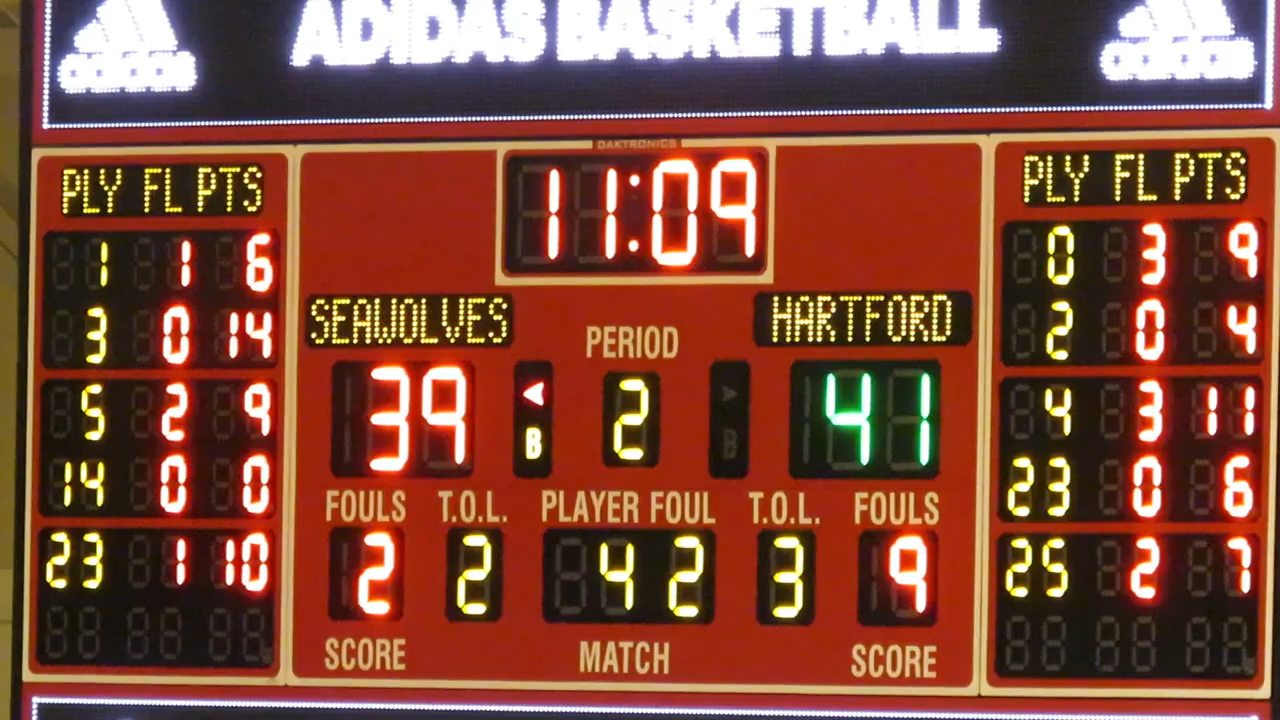 ADIDAS BASKETBALL
DAKTRONICS
PLY FL PTS
11:09
PLY FL PTS
1 1 6
0 3 9
3 0 14
SEAWOLVES
PERIOD
HARTFORD
2 0 4
5 2 9
39
B
2
41
4 3 11
14 0 0
FOULS T.O.L. PLAYER FOUL T.O.L. FOULS
23 0 6
23 1 10
2 2 4 2 3 9
25 2 7
SCORE MATCH SCORE